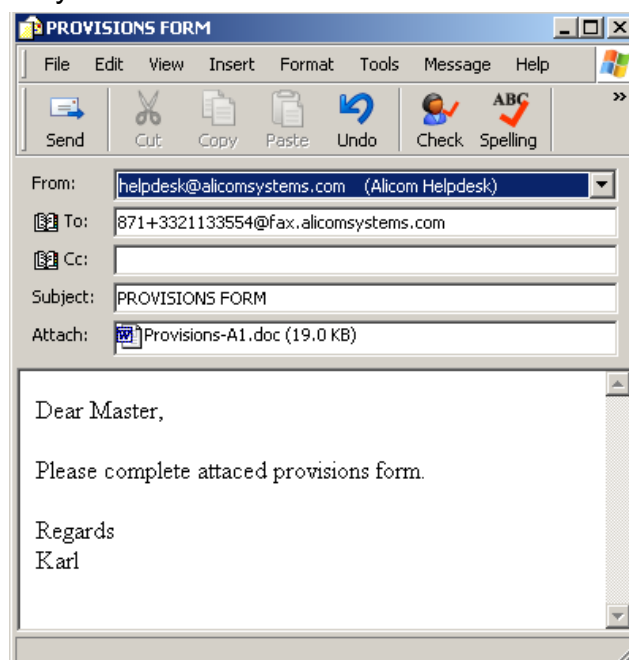 PROVISIONS FORM
File Edit View Insert Format Tools Message Help
Send Cut Copy Paste Undo Check ABC Spelling »
From: helpdesk@alicomsystems.com (Alicom Helpdesk)
To: 871+3321133554@fax.alicomsystems.com
Cc:
Subject: PROVISIONS FORM
Attach: Provisions-A1.doc (19.0 KB)
Dear Master,
Please complete attaced provisions form.
Regards
Karl